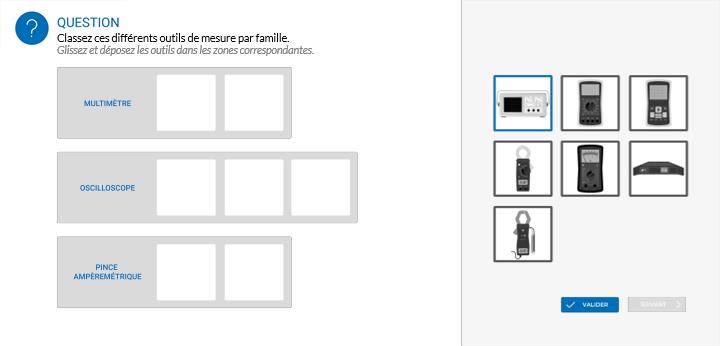 ?
QUESTION
Classez ces différents outils de mesure par famille.
Glissez et déposez les outils dans les zones correspondantes.
MULTIMÈTRE
OSCILLOSCOPE
PINCE
AMPÈREMÉTRIQUE
VALIDER
SUIVANT